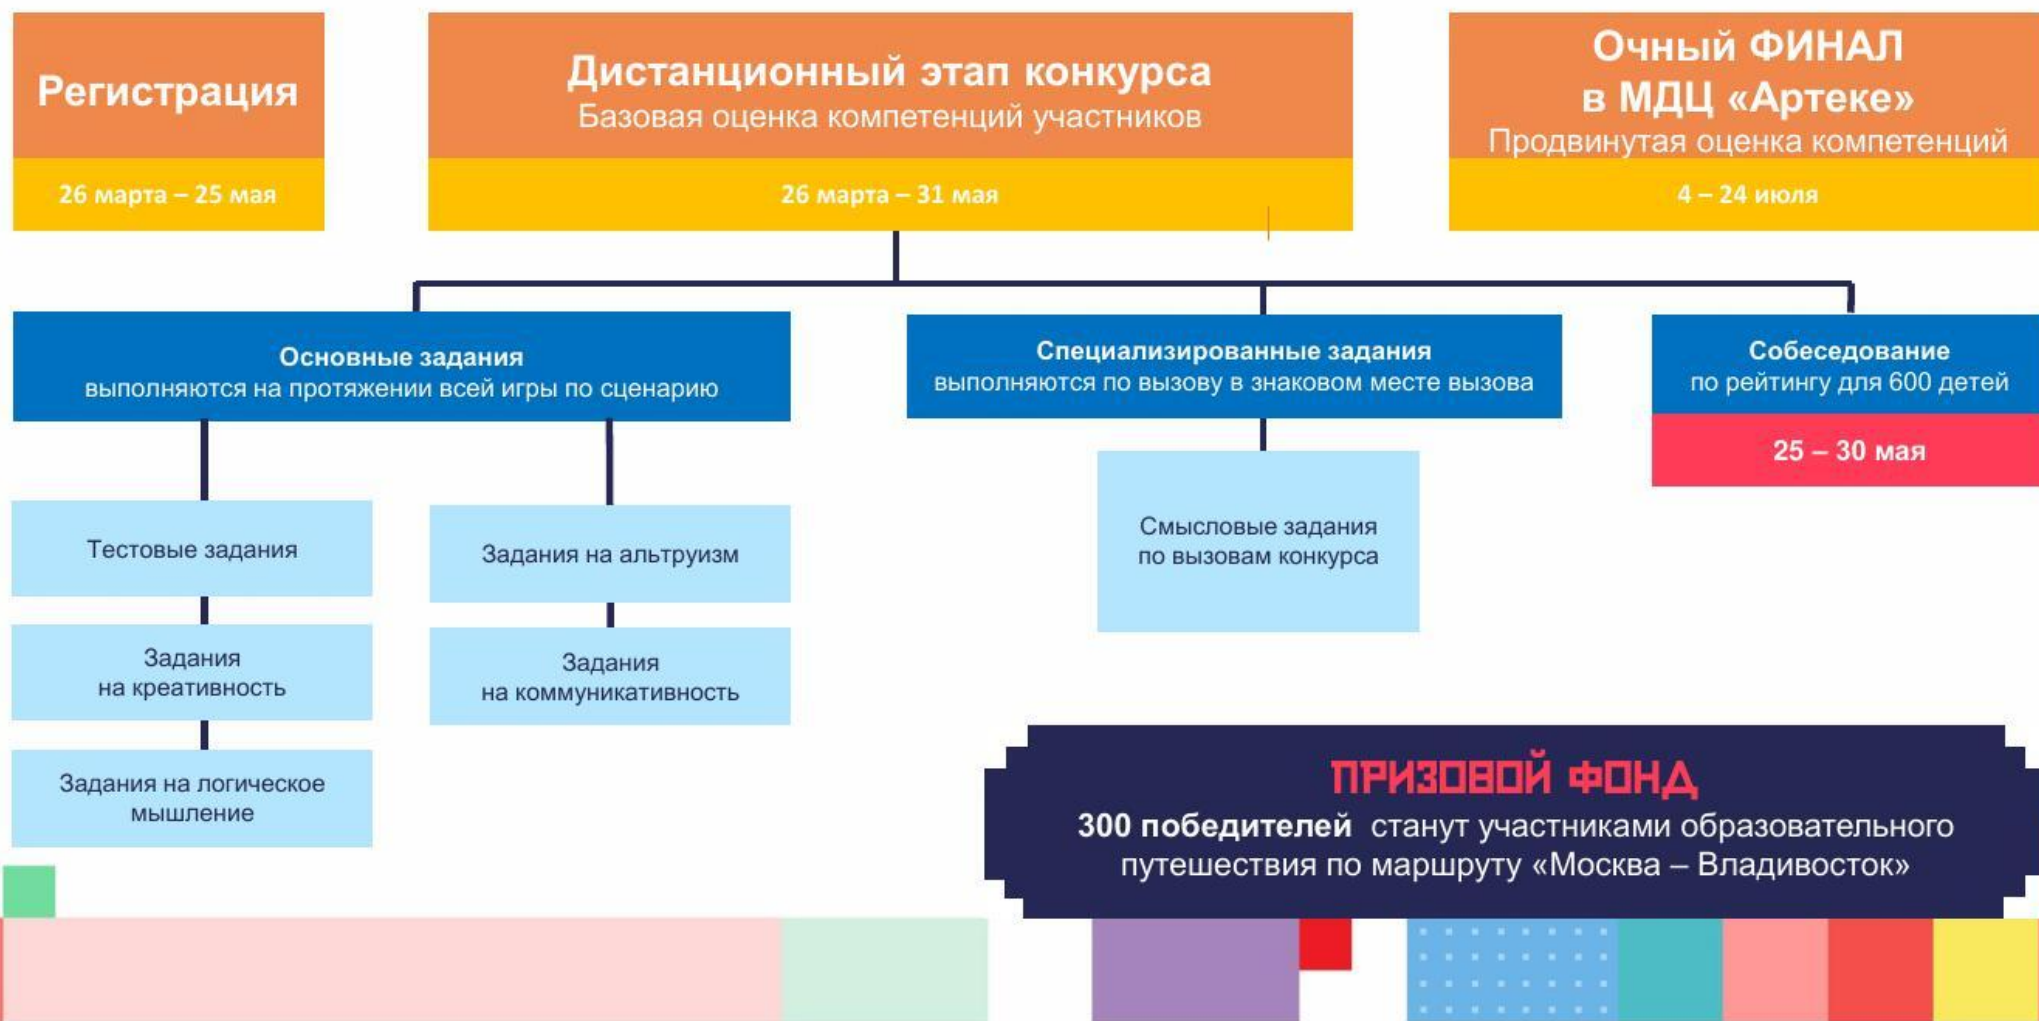 Регистрация
26 марта – 25 мая
Дистанционный этап конкурса
Базовая оценка компетенций участников
26 марта – 31 мая
Очный ФИНАЛ
в МДЦ «Артеке»
Продвинутая оценка компетенций
4 – 24 июля
Основные задания
выполняются на протяжении всей игры по сценарию
Специализированные задания
выполняются по вызову в знаковом месте вызова
Собеседование
по рейтингу для 600 детей
25 – 30 мая
Тестовые задания
Задания
на креативность
Задания на логическое
мышление
Задания на альтруизм
Задания
на коммуникативность
Смысловые задания
по вызовам конкурса
ПРИЗОВОЙ ФОНД
300 победителей станут участниками образовательного
путешествия по маршруту «Москва – Владивосток»